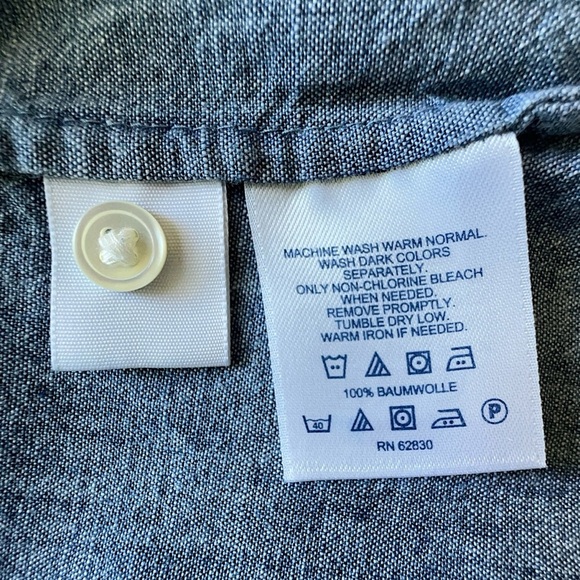 MACHINE WASH WARM NORMAL.
WASH DARK COLORS
SEPARATELY.
ONLY NON-CHLORINE BLEACH
WHEN NEEDED.
REMOVE PROMPTLY.
TUMBLE DRY LOW.
WARM IRON IF NEEDED.
100% BAUMWOLLE
40 P
RN 62830